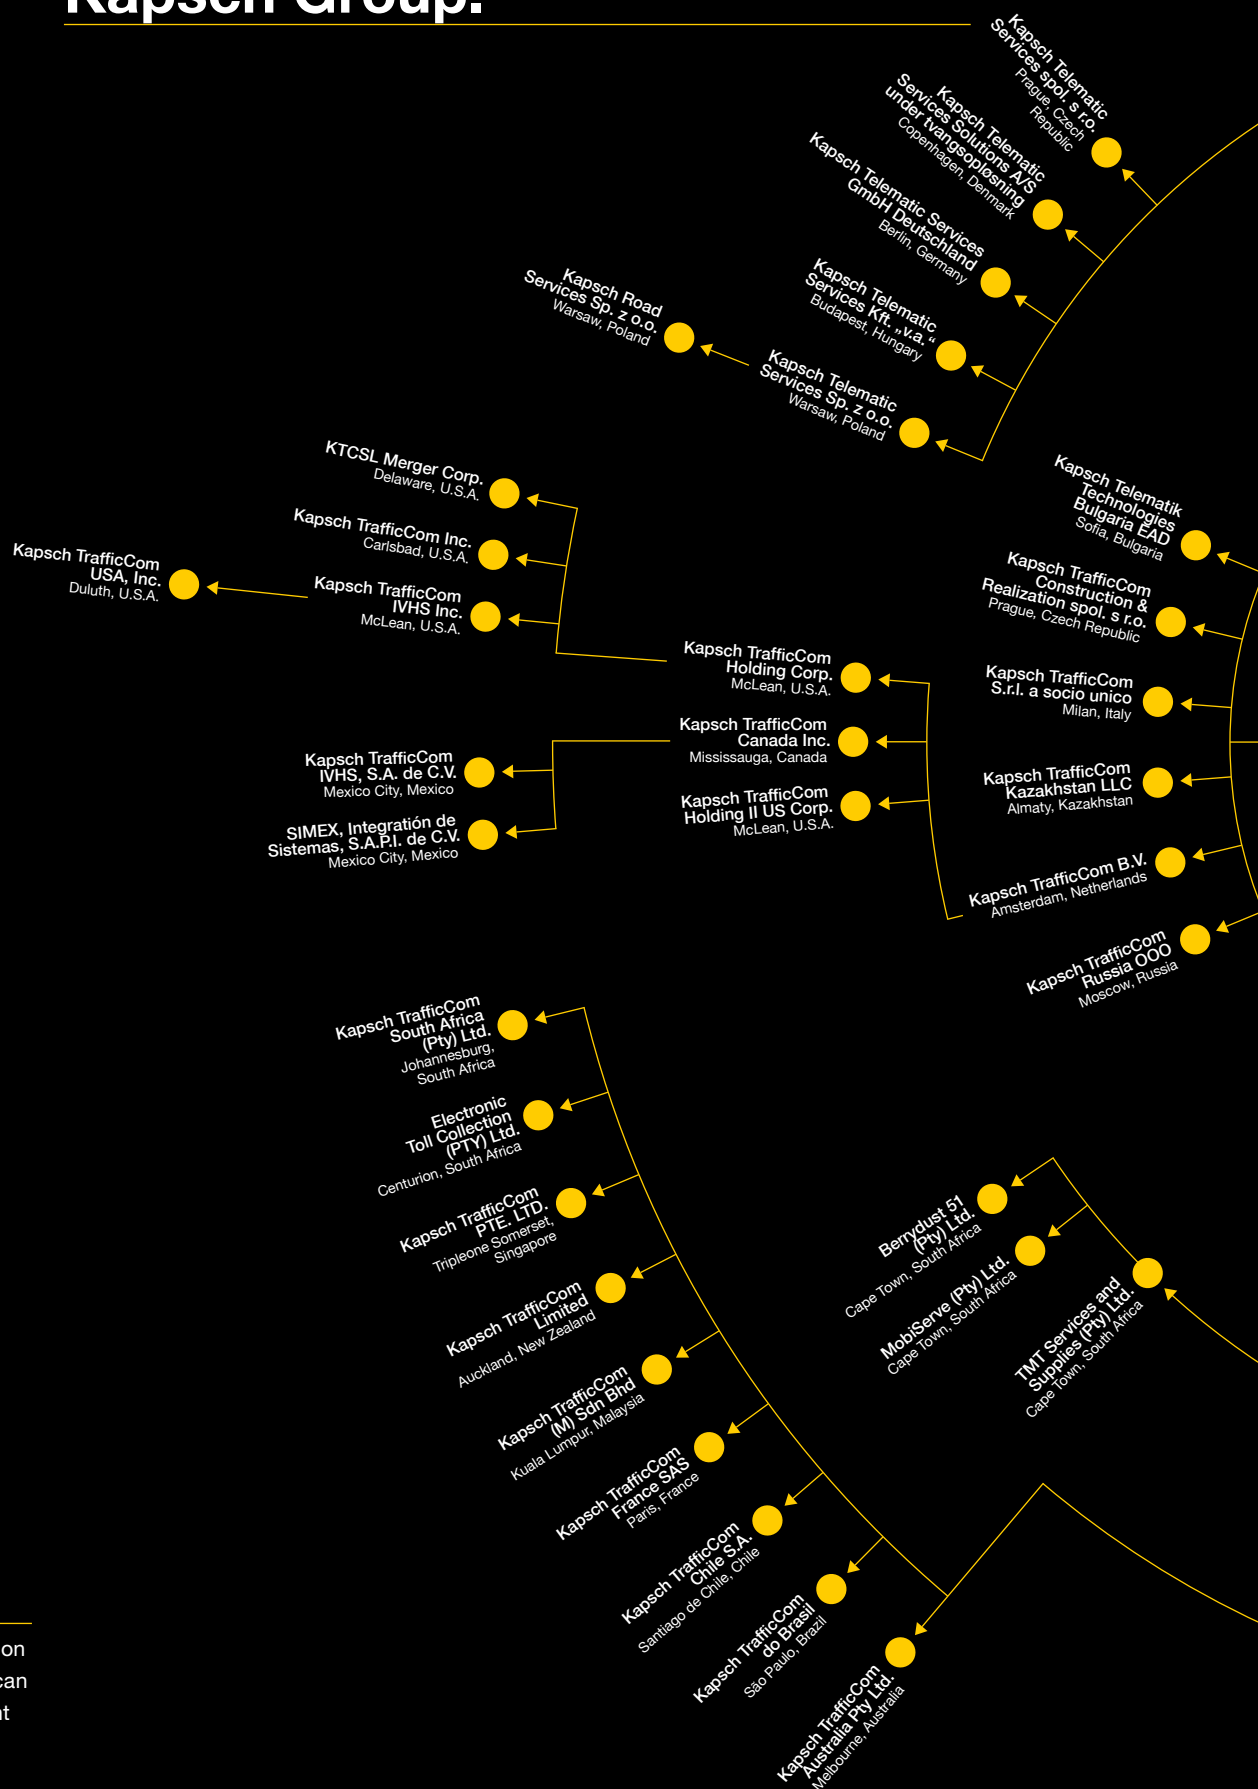 Kapsch Group.
Kapsch Telematic
Services spol. s r.o.
Prague, Czech
Republic
Kapsch Telematic
Services Solutions A/S
under tvangsopløsning
Copenhagen, Denmark
Kapsch Telematic Services
GmbH Deutschland
Berlin, Germany
Kapsch Telematic
Services Kft. „v.a.“
Budapest, Hungary
Kapsch Road
Services Sp. z o.o.
Warsaw, Poland
Kapsch Telematic
Services Sp. z o.o.
Warsaw, Poland
KTCSL Merger Corp.
Delaware, U.S.A.
Kapsch TrafficCom Inc.
Carlsbad, U.S.A.
Kapsch TrafficCom
USA, Inc.
Duluth, U.S.A.
Kapsch TrafficCom
IVHS Inc.
McLean, U.S.A.
Kapsch Telematik
Technologies
Bulgaria EAD
Sofia, Bulgaria
Kapsch TrafficCom
Construction &
Realization spol. s r.o.
Prague, Czech Republic
Kapsch TrafficCom
Holding Corp.
McLean, U.S.A.
Kapsch TrafficCom
S.r.l. a socio unico
Milan, Italy
Kapsch TrafficCom
Canada Inc.
Mississauga, Canada
Kapsch TrafficCom
IVHS, S.A. de C.V.
Mexico City, Mexico
Kapsch TrafficCom
Kazakhstan LLC
Almaty, Kazakhstan
Kapsch TrafficCom
Holding II US Corp.
McLean, U.S.A.
SIMEX, Integratión de
Sistemas, S.A.P.I. de C.V.
Mexico City, Mexico
Kapsch TrafficCom B.V.
Amsterdam, Netherlands
Kapsch TrafficCom
Russia OOO
Moscow, Russia
Kapsch TrafficCom
South Africa
(Pty) Ltd.
Johannesburg,
South Africa
Electronic
Toll Collection
(PTY) Ltd.
Centurion, South Africa
Kapsch TrafficCom
PTE. LTD.
Tripleone Somerset,
Singapore
Berrydust 51
(Pty) Ltd.
Cape Town, South Africa
MobiServe (Pty) Ltd.
Cape Town, South Africa
TMT Services and
Supplies (Pty) Ltd.
Cape Town, South Africa
Kapsch TrafficCom
Limited
Auckland, New Zealand
Kapsch TrafficCom
(M) Sdn Bhd
Kuala Lumpur, Malaysia
Kapsch TrafficCom
France SAS
Paris, France
Kapsch TrafficCom
Chile S.A.
Santiago de Chile, Chile
Kapsch TrafficCom
do Brasil
São Paulo, Brazil
Kapsch TrafficCom
Australia Pty Ltd.
Melbourne, Australia
on
can